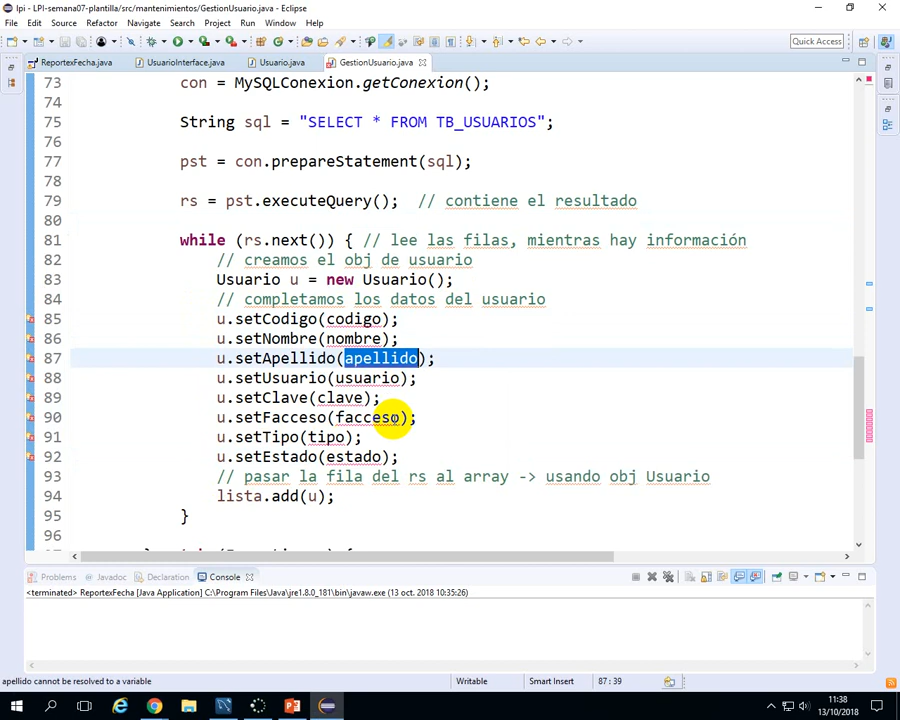 lpi - LPI-semana07-plantilla/src/mantenimientos/GestionUsuario.java - Eclipse
File Edit Source Refactor Navigate Search Project Run Window Help
Quick Access
ReportexFecha.java UsuarioInterface.java Usuario.java GestionUsuario.java
73 con = MySQLConexion.getConexion();
74
75 String sql = "SELECT * FROM TB_USUARIOS";
76
77 pst = con.prepareStatement(sql);
78
79 rs = pst.executeQuery(); // contiene el resultado
80
81 while (rs.next()) { // lee las filas, mientras hay información
82 // creamos el obj de usuario
83 Usuario u = new Usuario();
84 // completamos los datos del usuario
85 u.setCodigo(codigo);
86 u.setNombre(nombre);
87 u.setApellido(apellido);
88 u.setUsuario(usuario);
89 u.setClave(clave);
90 u.setFacceso(facceso);
91 u.setTipo(tipo);
92 u.setEstado(estado);
93 // pasar la fila del rs al array -> usando obj Usuario
94 lista.add(u);
95 }
96
Problems Javadoc Declaration Console
<terminated> ReportexFecha [Java Application] C:\Program Files\Java\jre1.8.0_181\bin\javaw.exe (13 oct. 2018 10:35:26)
apellido cannot be resolved to a variable Writable Smart Insert 87 : 39
11:38
13/10/2018